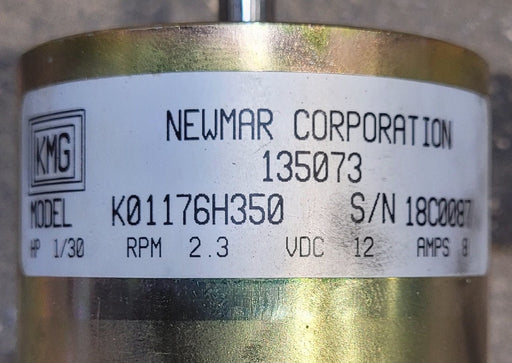 KMG
NEWMAR CORPORATION
135073
MODEL K01176H350 S/N 18C0087
HP 1/30 RPM 2.3 VDC 12 AMPS 8